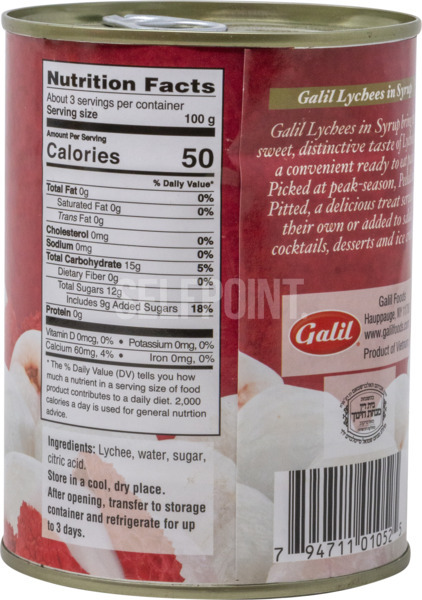 Nutrition Facts
About 3 servings per container
Serving size 100 g
Amount Per Serving
Calories 50
% Daily Value*
Total Fat 0g 0%
Saturated Fat 0g 0%
Trans Fat 0g
Cholesterol 0mg 0%
Sodium 0mg 0%
Total Carbohydrate 15g 5%
Dietary Fiber 0g 0%
Total Sugars 12g
Includes 9g Added Sugars 18%
Protein 0g
Vitamin D 0mcg, 0% • Potassium 0mg, 0%
Calcium 60mg, 4% • Iron 0mg, 0%
* The % Daily Value (DV) tells you how
much a nutrient in a serving size of food
product contributes to a daily diet. 2,000
calories a day is used for general nutrtion
advice.
Ingredients: Lychee, water, sugar,
citric acid.
Store in a cool, dry place.
After opening, transfer to storage
container and refrigerate for up
to 3 days.
Galil Lychees in Syrup
Galil Lychees in Syrup
sweet, distinctive taste of
a convenient ready to eat
Picked at peak-season,
Pitted, a delicious treat
their own or added to
cocktails, desserts and ice
SELEPOINT.
Galil
Galil Foods
Hauppauge,
www.galilfoods
Product of
7 94711 01052 5